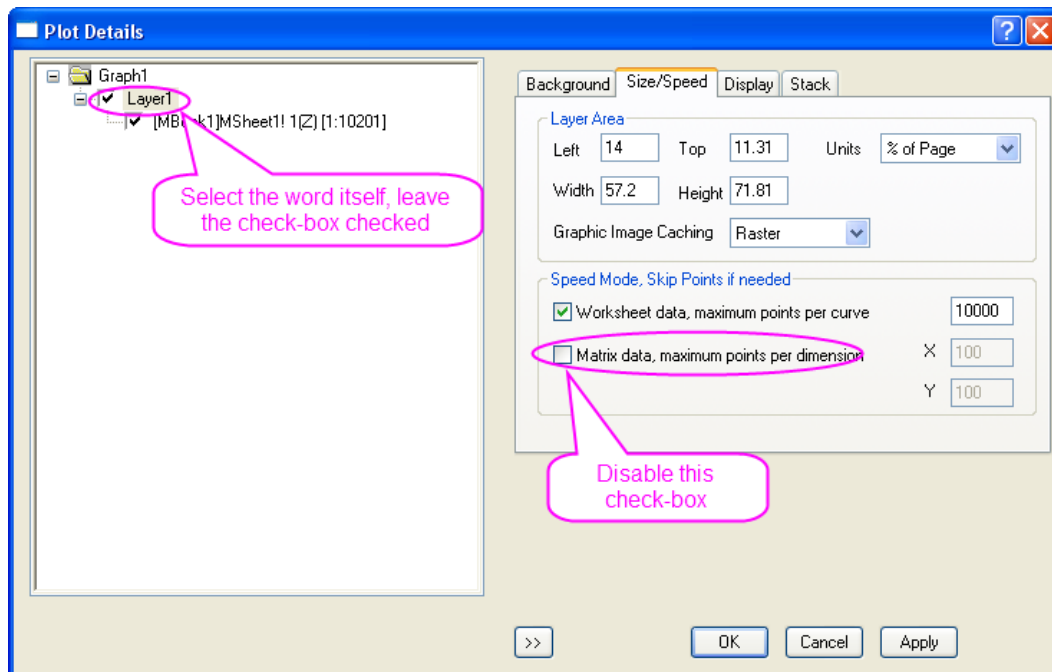 Plot Details
Graph1
Layer1
1(Z) [1:10201]
Select the word itself, leave
the check-box checked
Background Size/Speed Display Stack
Layer Area
Left 14 Top 11.31 Units % of Page
Width 57.2 Height 71.81
Graphic Image Caching Raster
Speed Mode, Skip Points if needed
Worksheet data, maximum points per curve 10000
Matrix data, maximum points per dimension X 100
Y 100
Disable this
check-box
>> OK Cancel Apply